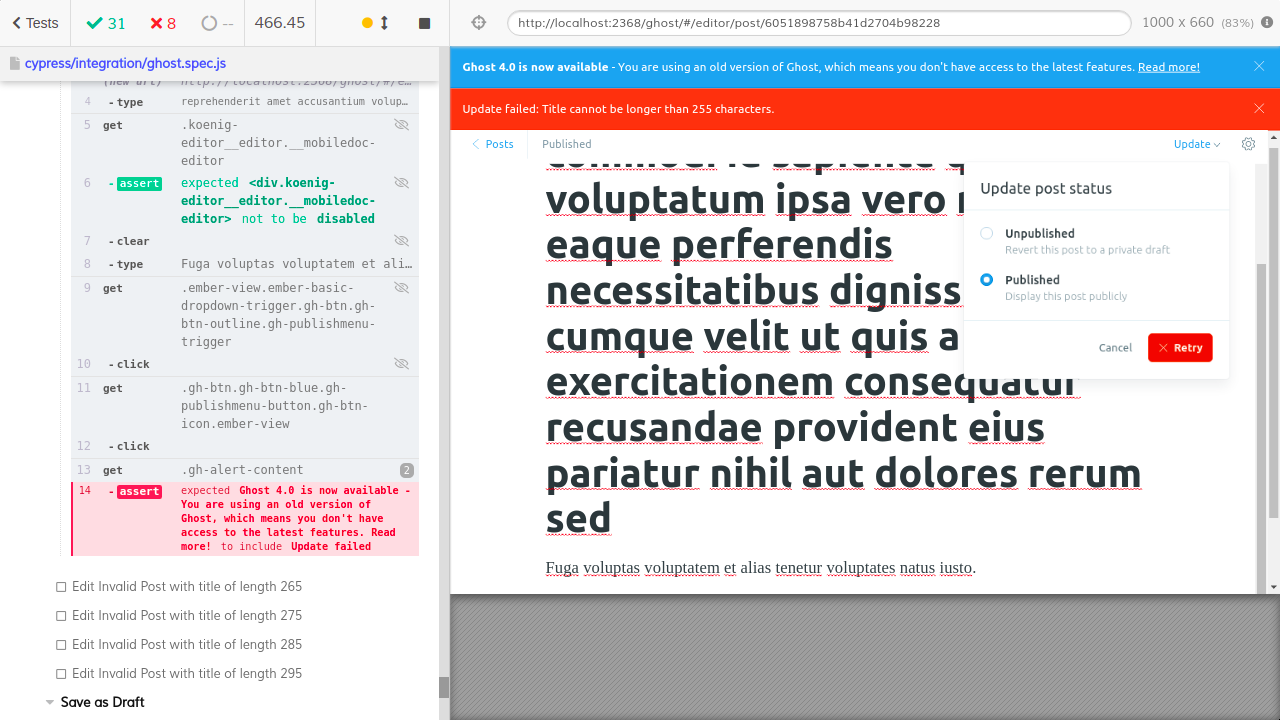 Tests
31
8
--
466.45
http://localhost:2368/ghost/#/editor/post/6051898758b41d2704b98228
1000 x 660 (83%)
cypress/integration/ghost.spec.js
(new url) http://localhost:2368/ghost/#/e…
4 - type reprehenderit amet accusantium volup…
5 get .koenig-
editor__editor.__mobiledoc-
editor
6 - assert expected <div.koenig-
editor__editor.__mobiledoc-
editor> not to be disabled
7 - clear
8 - type Fuga voluptas voluptatem et ali…
9 get .ember-view.ember-basic-
dropdown-trigger.gh-btn.gh-
btn-outline.gh-publishmenu-
trigger
10 - click
11 get .gh-btn.gh-btn-blue.gh-
publishmenu-button.gh-btn-
icon.ember-view
12 - click
13 get .gh-alert-content 2
14 - assert expected Ghost 4.0 is now available -
You are using an old version of
Ghost, which means you don't have
access to the latest features. Read
more! to include Update failed
Edit Invalid Post with title of length 265
Edit Invalid Post with title of length 275
Edit Invalid Post with title of length 285
Edit Invalid Post with title of length 295
Save as Draft
Ghost 4.0 is now available - You are using an old version of Ghost, which means you don't have access to the latest features. Read more!
Update failed: Title cannot be longer than 255 characters.
Posts
Published
Update
voluptatum ipsa vero
eaque perferendis
necessitatibus digniss
cumque velit ut quis a
exercitationem consequatur
recusandae provident eius
pariatur nihil aut dolores rerum
sed
Fuga voluptas voluptatem et alias tenetur voluptates natus iusto.
Update post status
Unpublished
Revert this post to a private draft
Published
Display this post publicly
Cancel
Retry